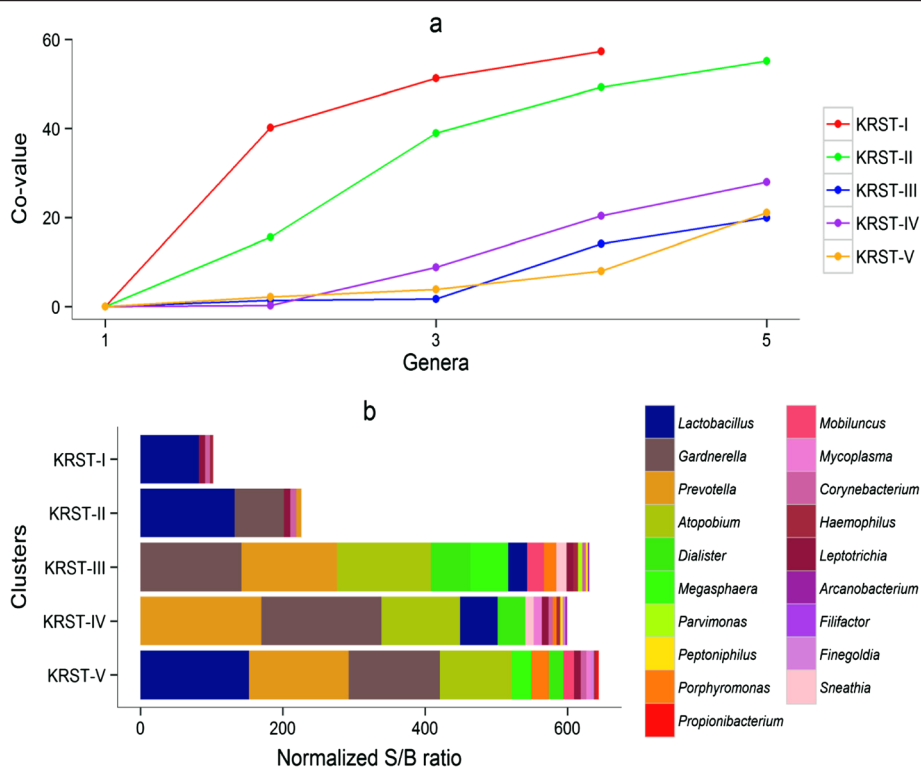 a
60
40
20
0
Co-value
1
3
5
Genera
KRST-I
KRST-II
KRST-III
KRST-IV
KRST-V
b
KRST-I
KRST-II
KRST-III
KRST-IV
KRST-V
Clusters
0
200
400
600
Normalized S/B ratio
Lactobacillus
Gardnerella
Prevotella
Atopobium
Dialister
Megasphaera
Parvimonas
Peptoniphilus
Porphyromonas
Propionibacterium
Mobiluncus
Mycoplasma
Corynebacterium
Haemophilus
Leptotrichia
Arcanobacterium
Filifactor
Finegoldia
Sneathia